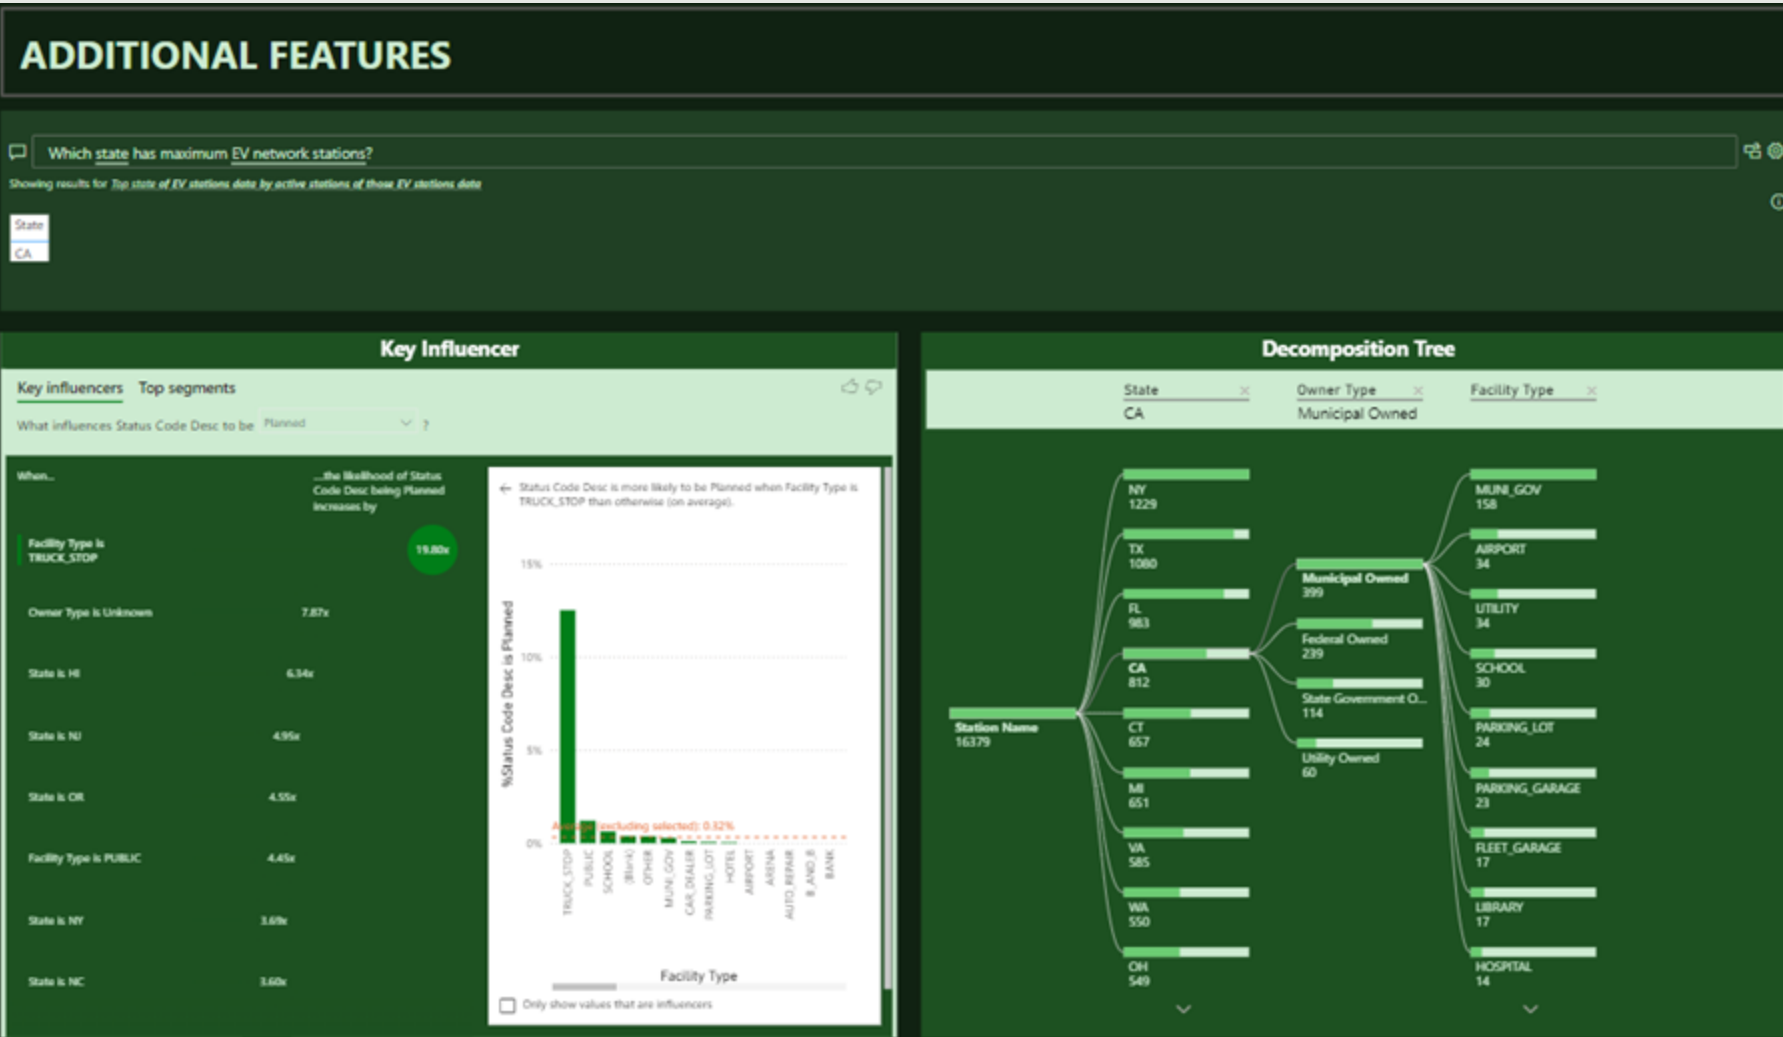 ADDITIONAL FEATURES
Which state has maximum EV network stations?
Showing results for Top state of EV stations data by active stations of those EV stations data
State
CA
Key Influencer
Key influencers Top segments
What influences Status Code Desc to be Planned ?
When...
...the likelihood of Status
Code Desc being Planned
increases by
Facility Type is
TRUCK_STOP
19.80x
Owner Type is Unknown 7.87x
State is HI 6.34x
State is NJ 4.95x
State is OR 4.55x
Facility Type is PUBLIC 4.45x
State is NY 3.69x
State is NC 3.60x
Status Code Desc is more likely to be Planned when Facility Type is
TRUCK_STOP than otherwise (on average).
%Status Code Desc is Planned
15%
10%
5%
0%
Average (excluding selected): 0.32%
TRUCK_STOP
PUBLIC
SCHOOL
(Blank)
OTHER
MUNI_GOV
CAR_DEALER
PARKING_LOT
HOTEL
AIRPORT
ARENA
AUTO_REPAIR
B_AND_B
BANK
Facility Type
Only show values that are influencers
Decomposition Tree
State
CA
Owner Type
Municipal Owned
Facility Type
Station Name
16379
NY
1229
TX
1080
FL
983
CA
812
CT
657
MI
651
VA
585
WA
550
OH
549
Municipal Owned
399
Federal Owned
239
State Government O...
114
Utility Owned
60
MUNI_GOV
158
AIRPORT
34
UTILITY
34
SCHOOL
30
PARKING_LOT
24
PARKING_GARAGE
23
FLEET_GARAGE
17
LIBRARY
17
HOSPITAL
14